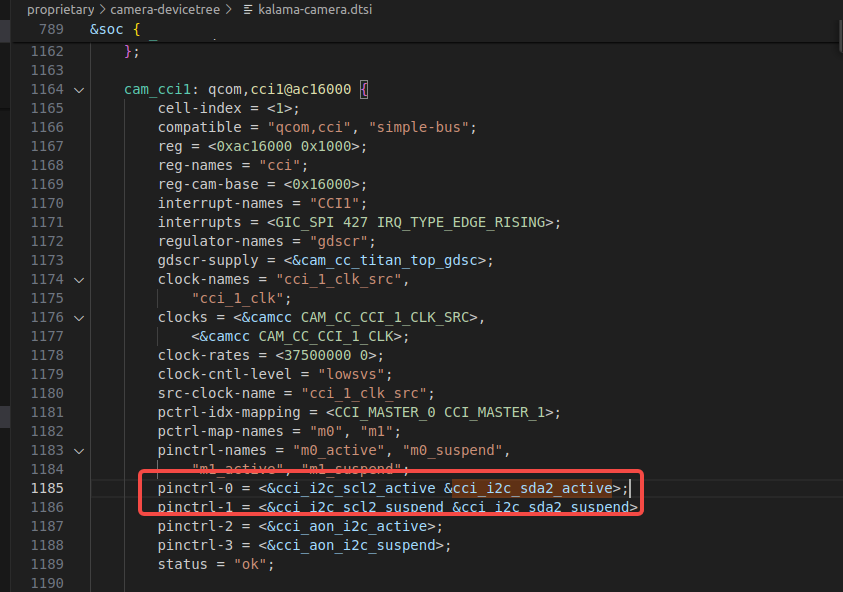 proprietary > camera-devicetree > kalama-camera.dtsi
789 &soc {
1162 };
1163
1164 cam_cci1: qcom,cci1@ac16000 {
1165 cell-index = <1>;
1166 compatible = "qcom,cci", "simple-bus";
1167 reg = <0xac16000 0x1000>;
1168 reg-names = "cci";
1169 reg-cam-base = <0x16000>;
1170 interrupt-names = "CCI1";
1171 interrupts = <GIC_SPI 427 IRQ_TYPE_EDGE_RISING>;
1172 regulator-names = "gdscr";
1173 gdscr-supply = <&cam_cc_titan_top_gdsc>;
1174 clock-names = "cci_1_clk_src",
1175 "cci_1_clk";
1176 clocks = <&camcc CAM_CC_CCI_1_CLK_SRC>,
1177 <&camcc CAM_CC_CCI_1_CLK>;
1178 clock-rates = <37500000 0>;
1179 clock-cntl-level = "lowsvs";
1180 src-clock-name = "cci_1_clk_src";
1181 pctrl-idx-mapping = <CCI_MASTER_0 CCI_MASTER_1>;
1182 pctrl-map-names = "m0", "m1";
1183 pinctrl-names = "m0_active", "m0_suspend",
1184 "m1_active", "m1_suspend";
1185 pinctrl-0 = <&cci_i2c_scl2_active &cci_i2c_sda2_active>;
1186 pinctrl-1 = <&cci_i2c_scl2_suspend &cci_i2c_sda2_suspend>
1187 pinctrl-2 = <&cci_aon_i2c_active>;
1188 pinctrl-3 = <&cci_aon_i2c_suspend>;
1189 status = "ok";
1190